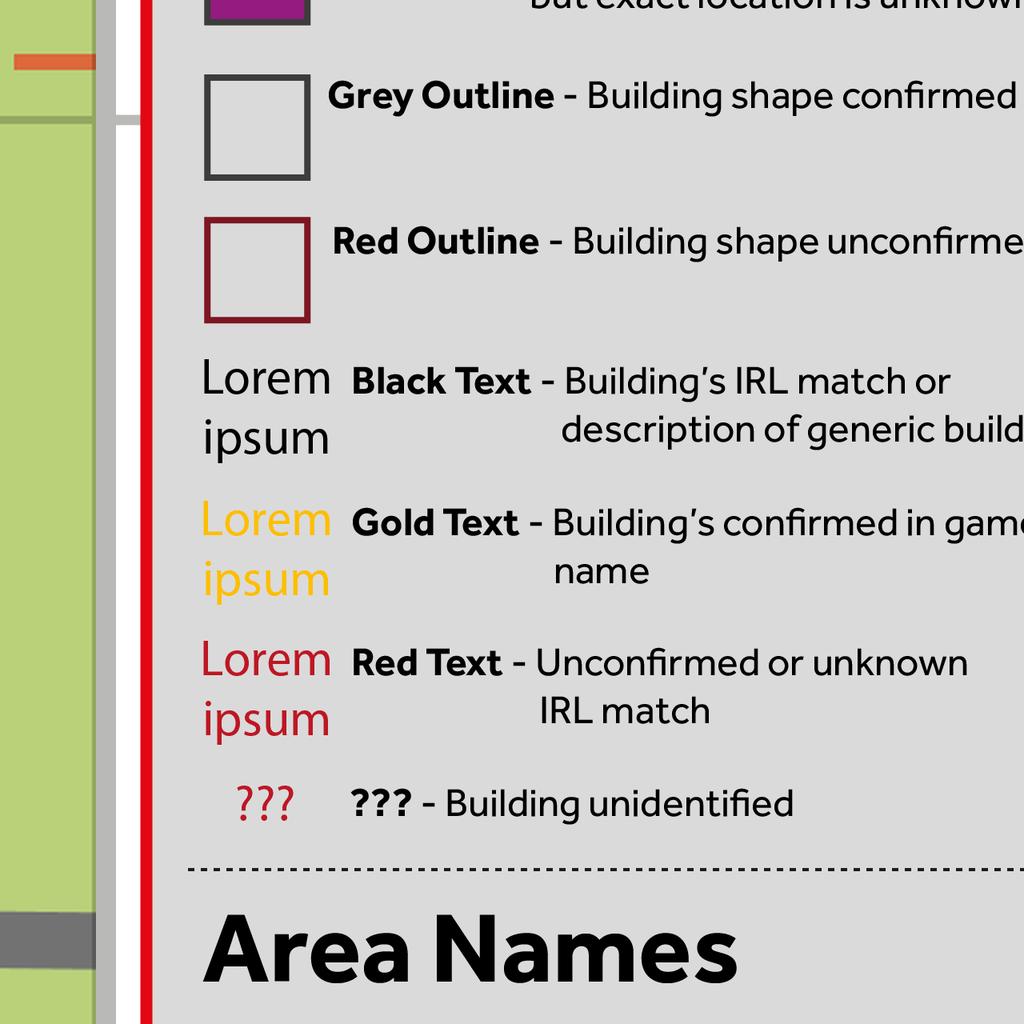 But exact location is unknown
Grey Outline - Building shape confirmed
Red Outline - Building shape unconfirme
Lorem
ipsum
Black Text - Building's IRL match or
description of generic build
Lorem
ipsum
Gold Text - Building's confirmed in game
name
Lorem
ipsum
Red Text - Unconfirmed or unknown
IRL match
???
??? - Building unidentified
Area Names